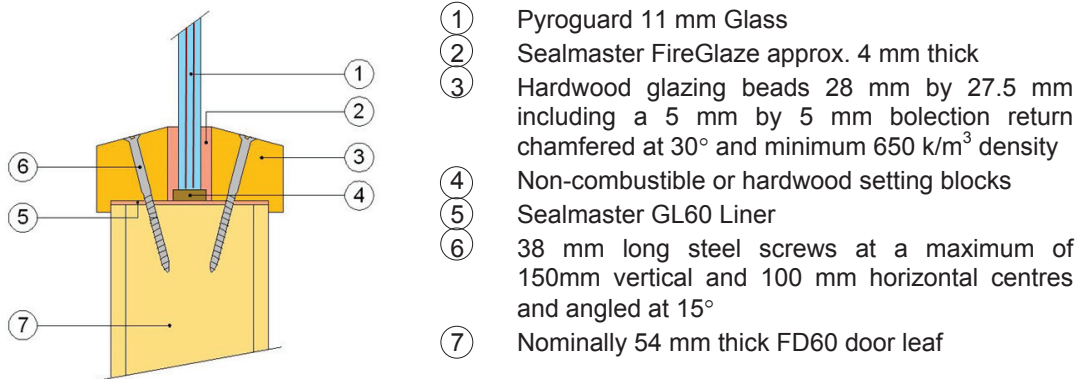 1
2
3
4
5
6
7
1 Pyroguard 11 mm Glass
2 Sealmaster FireGlaze approx. 4 mm thick
3 Hardwood glazing beads 28 mm by 27.5 mm
including a 5 mm by 5 mm bolection return
chamfered at 30° and minimum 650 k/m³ density
4 Non-combustible or hardwood setting blocks
5 Sealmaster GL60 Liner
6 38 mm long steel screws at a maximum of
150mm vertical and 100 mm horizontal centres
and angled at 15°
7 Nominally 54 mm thick FD60 door leaf